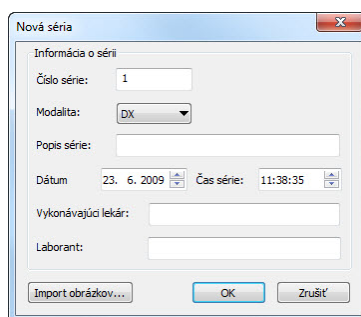 Nová séria
Informácia o sérii
Číslo série: 1
Modalita: DX
Popis série:
Dátum 23. 6. 2009 Čas série: 11:38:35
Vykonávajúci lekár:
Laborant:
Import obrázkov... OK Zrušiť